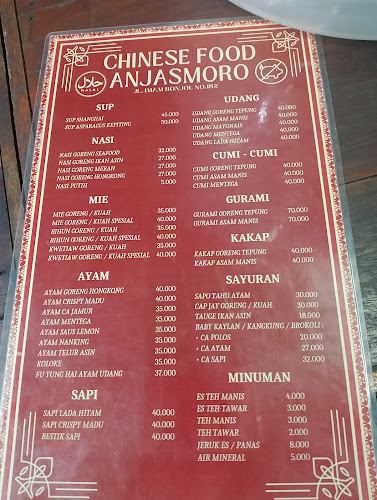 CHINESE FOOD
ANJASMORO
HALAL
JL. IMAM BONJOL NO.182
SUP
SUP SHANGHAI 45.000
SUP ASPARAGUS KEPITING 50.000
NASI
NASI GORENG SEAFOOD 32.000
NASI GORENG IKAN ASIN 27.000
NASI GORENG MERAH 27.000
NASI GORENG HONGKONG 27.000
NASI PUTIH 5.000
MIE
MIE GORENG / KUAH 35.000
MIE GORENG / KUAH SPESIAL 40.000
BIHUN GORENG / KUAH 35.000
BIHUN GORENG / KUAH SPESIAL 40.000
KWETIAW GORENG / KUAH 35.000
KWETIAW GORENG / KUAH SPESIAL 40.000
AYAM
AYAM GORENG HONGKONG 40.000
AYAM CRISPY MADU 40.000
AYAM CA JAMUR 35.000
AYAM MENTEGA 35.000
AYAM SAUS LEMON 35.000
AYAM NANKING 35.000
AYAM TELUR ASIN 35.000
KOLOKE 35.000
FU YUNG HAI AYAM UDANG 37.000
SAPI
SAPI LADA HITAM 40.000
SAPI CRISPY MADU 40.000
BESTIK SAPI 40.000
UDANG
UDANG GORENG TEPUNG 40.000
UDANG ASAM MANIS 40.000
UDANG MAYONAIS 40.000
UDANG MENTEGA 40.000
UDANG LADA HITAM 40.000
CUMI - CUMI
CUMI GORENG TEPUNG 40.000
CUMI ASAM MANIS 40.000
CUMI MENTEGA 40.000
GURAMI
GURAMI GORENG TEPUNG 70.000
GURAMI ASAM MANIS 70.000
KAKAP
KAKAP GORENG TEPUNG 40.000
KAKAP ASAM MANIS 40.000
SAYURAN
SAPO TAHU AYAM 30.000
CAP JAY GORENG / KUAH 30.000
TAUGE IKAN ASIN 18.000
BABY KAYLAN / KANGKUNG / BROKOLI :
• CA POLOS 20.000
• CA AYAM 27.000
• CA SAPI 32.000
MINUMAN
ES TEH MANIS 4.000
ES TEH TAWAR 3.000
TEH MANIS 3.000
TEH TAWAR 2.000
JERUK ES / PANAS 8.000
AIR MINERAL 5.000